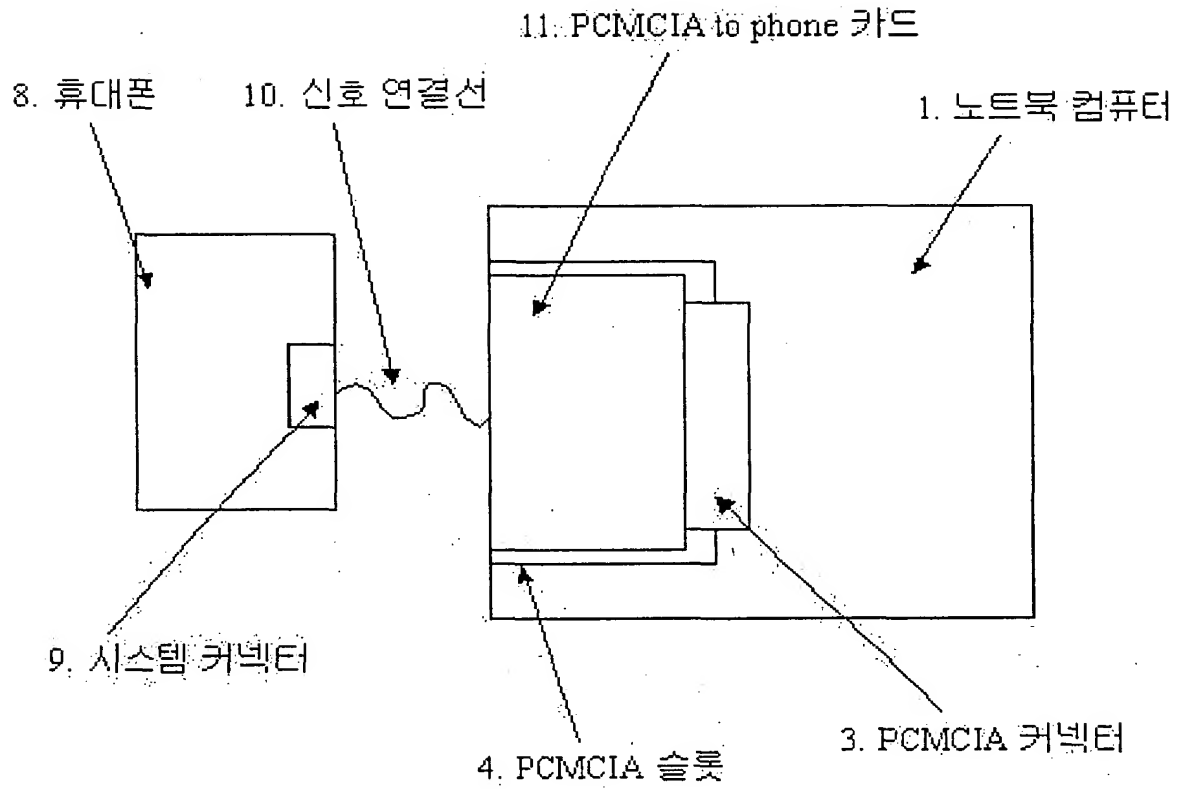 11. PCMCIA to phone 카드
8. 휴대폰
10. 신호 연결선
1. 노트북 컴퓨터
9. 시스템 커넥터
3. PCMCIA 커넥터
4. PCMCIA 슬롯